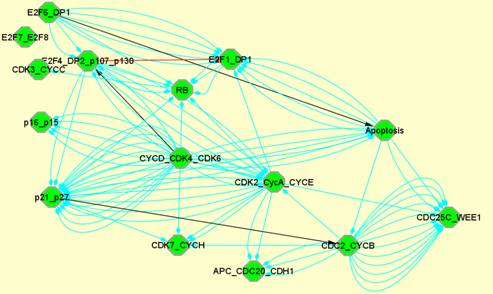 E2F6_DP1
E2F7_E2F8
E2F4_DP2_p107_p130
E2F1_DP1
CDK3_CYCC
RB
p16_p15
Apoptosis
CYCD_CDK4_CDK6
CDK2_CycA_CYCE
p21_p27
CDC25C_WEE1
CDK7_CYCH
CDC2_CYCB
APC_CDC20_CDH1